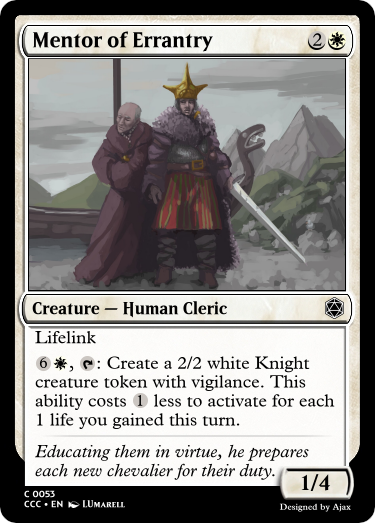 Mentor of Errantry 2
Creature — Human Cleric
Lifelink
6, : Create a 2/2 white Knight
creature token with vigilance. This
ability costs 1 less to activate for each
1 life you gained this turn.
Educating them in virtue, he prepares
each new chevalier for their duty.
1/4
C 0053
CCC • EN LUMARELL
Designed by Ajax